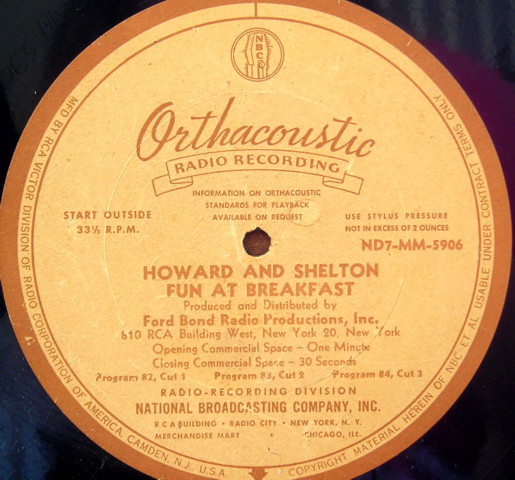 NBC
Orthacoustic
RADIO RECORDING
INFORMATION ON ORTHACOUSTIC
STANDARDS FOR PLAYBACK
AVAILABLE ON REQUEST
START OUTSIDE
33⅓ R.P.M.
USE STYLUS PRESSURE
NOT IN EXCESS OF 2 OUNCES
ND7-MM-5906
HOWARD AND SHELTON
FUN AT BREAKFAST
Produced and Distributed by
Ford Bond Radio Productions, Inc.
610 RCA Building West, New York 20, New York
Opening Commercial Space - One Minute
Closing Commercial Space - 30 Seconds
Program 82, Cut 1 Program 83, Cut 2 Program 84, Cut 3
RADIO-RECORDING DIVISION
NATIONAL BROADCASTING COMPANY, INC.
RCA BUILDING • RADIO CITY • NEW YORK, N. Y.
MERCHANDISE MART • CHICAGO, ILL.
MFD BY RCA VICTOR DIVISION OF RADIO CORPORATION OF AMERICA, CAMDEN, N.J., U.S.A.
COPYRIGHT MATERIAL HEREIN OF NBC ET AL USABLE UNDER CONTRACT TERMS ONLY